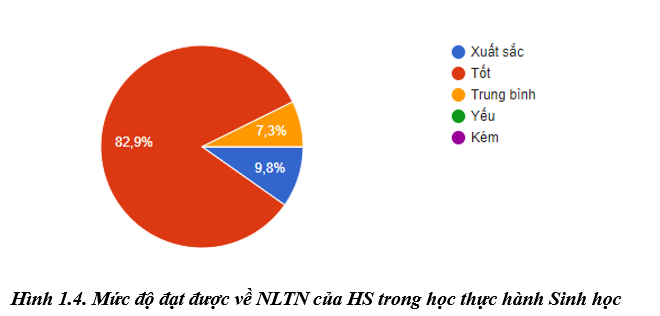 82,9%
7,3%
9,8%
Xuất sắc
Tốt
Trung bình
Yếu
Kém
Hình 1.4. Mức độ đạt được về NLTN của HS trong học thực hành Sinh học